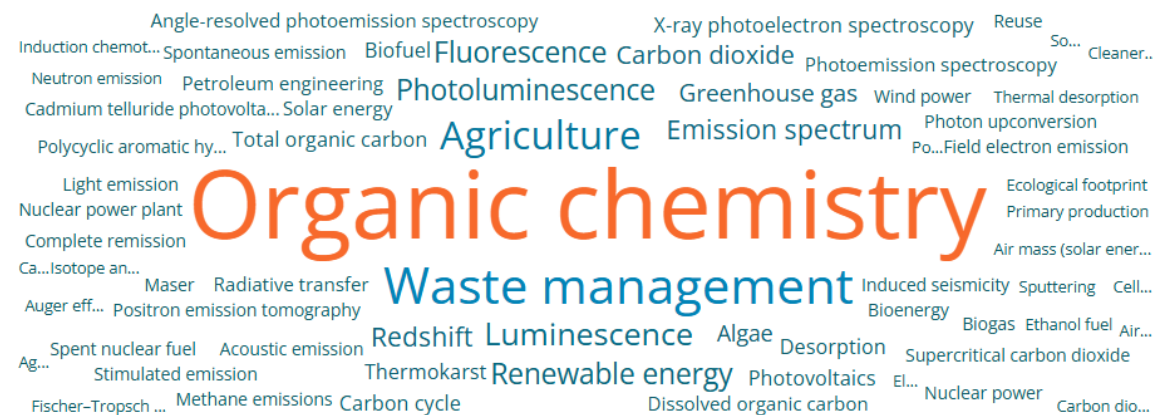 Angle-resolved photoemission spectroscopy
X-ray photoelectron spectroscopy
Reuse
So...
Induction chemot...
Spontaneous emission
Biofuel
Fluorescence
Carbon dioxide
Photoemission spectroscopy
Cleaner..
Neutron emission
Petroleum engineering
Photoluminescence
Greenhouse gas
Wind power
Thermal desorption
Cadmium telluride photovolta...
Solar energy
Polycyclic aromatic hy...
Total organic carbon
Agriculture
Emission spectrum
Photon upconversion
Po...
Field electron emission
Light emission
Organic chemistry
Ecological footprint
Nuclear power plant
Primary production
Complete remission
Air mass (solar ener...
Ca...
Isotope an...
Maser
Radiative transfer
Waste management
Induced seismicity
Sputtering
Cell...
Auger eff...
Positron emission tomography
Bioenergy
Redshift
Luminescence
Algae
Biogas
Ethanol fuel
Air...
Ag...
Spent nuclear fuel
Acoustic emission
Desorption
Supercritical carbon dioxide
Stimulated emission
Thermokarst
Renewable energy
Photovoltaics
El...
Nuclear power
Fischer–Tropsch ...
Methane emissions
Carbon cycle
Dissolved organic carbon
Carbon dio...